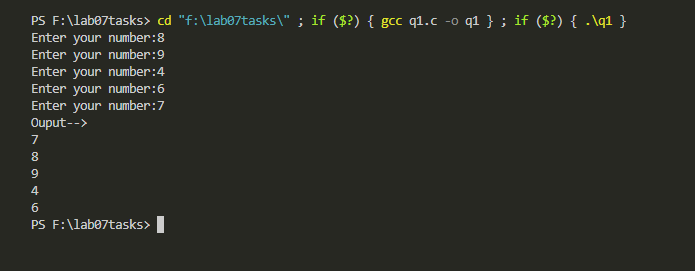 PS F:\lab07tasks> cd "f:\lab07tasks\" ; if ($?) { gcc q1.c -o q1 } ; if ($?) { .\q1 }
Enter your number:8
Enter your number:9
Enter your number:4
Enter your number:6
Enter your number:7
Ouput-->
7
8
9
4
6
PS F:\lab07tasks>